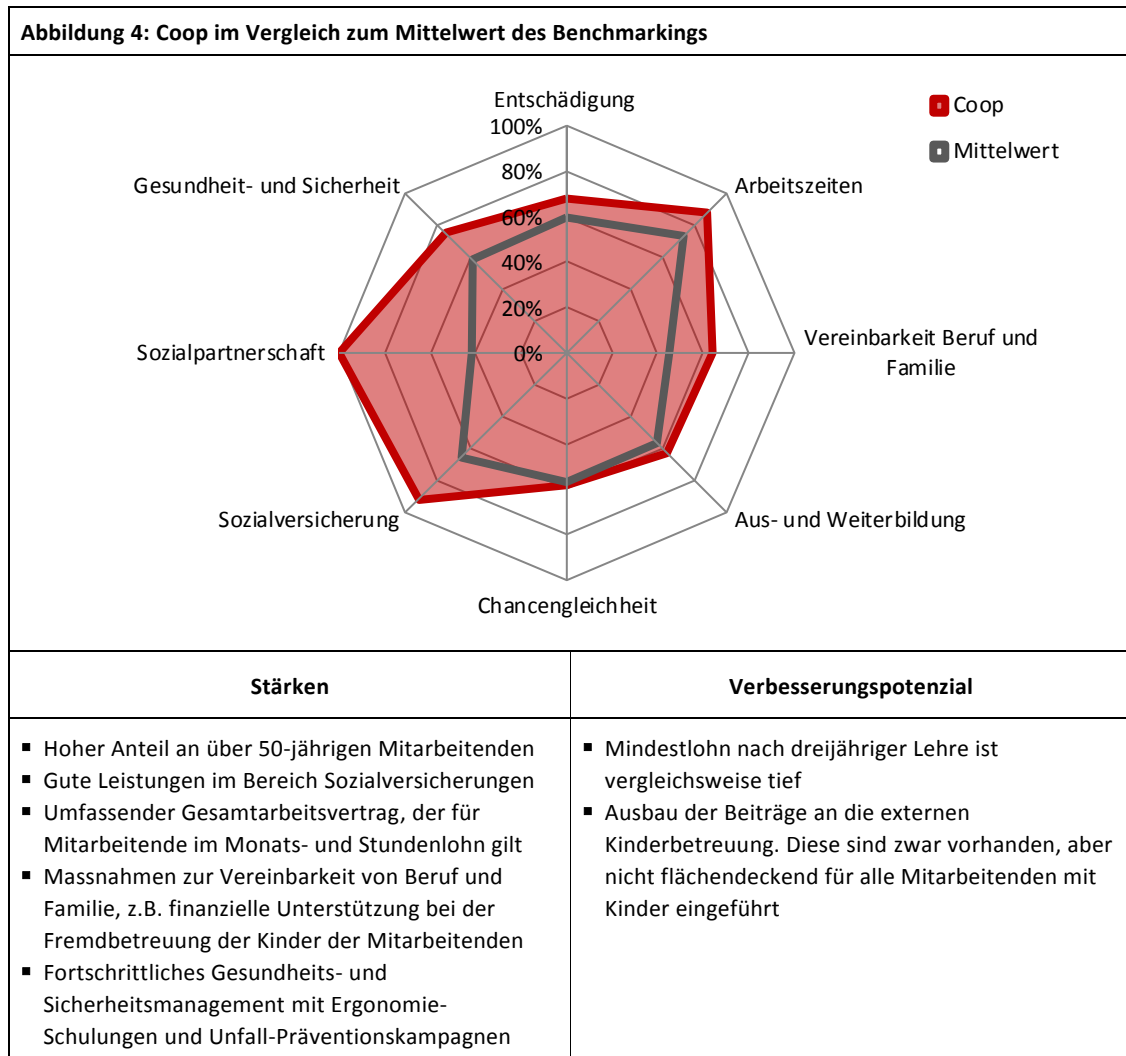 Abbildung 4: Coop im Vergleich zum Mittelwert des Benchmarkings
Entschädigung
Coop
Mittelwert
100%
80%
60%
40%
20%
0%
Gesundheit- und Sicherheit
Arbeitszeiten
Sozialpartnerschaft
Vereinbarkeit Beruf und
Familie
Sozialversicherung
Aus- und Weiterbildung
Chancengleichheit
Stärken
▪ Hoher Anteil an über 50-jährigen Mitarbeitenden
▪ Gute Leistungen im Bereich Sozialversicherungen
▪ Umfassender Gesamtarbeitsvertrag, der für
Mitarbeitende im Monats- und Stundenlohn gilt
▪ Massnahmen zur Vereinbarkeit von Beruf und
Familie, z.B. finanzielle Unterstützung bei der
Fremdbetreuung der Kinder der Mitarbeitenden
▪ Fortschrittliches Gesundheits- und
Sicherheitsmanagement mit Ergonomie-
Schulungen und Unfall-Präventionskampagnen
Verbesserungspotenzial
▪ Mindestlohn nach dreijähriger Lehre ist
vergleichsweise tief
▪ Ausbau der Beiträge an die externen
Kinderbetreuung. Diese sind zwar vorhanden, aber
nicht flächendeckend für alle Mitarbeitenden mit
Kinder eingeführt